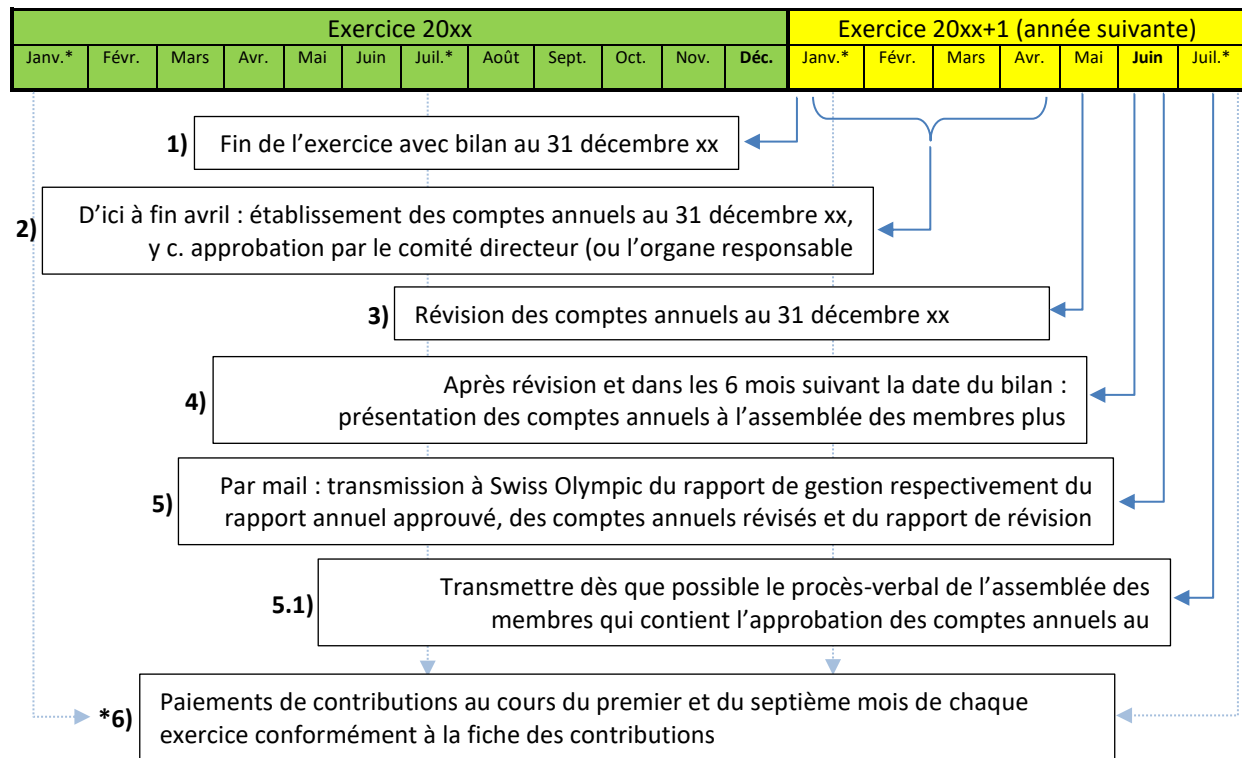 Exercice 20xx Exercice 20xx+1 (année suivante)
Janv.* Févr. Mars Avr. Mai Juin Juil.* Août Sept. Oct. Nov. Déc. Janv.* Févr. Mars Avr. Mai Juin Juil.*
1) Fin de l’exercice avec bilan au 31 décembre xx
2) D’ici à fin avril : établissement des comptes annuels au 31 décembre xx,
y c. approbation par le comité directeur (ou l’organe responsable
3) Révision des comptes annuels au 31 décembre xx
4) Après révision et dans les 6 mois suivant la date du bilan :
présentation des comptes annuels à l’assemblée des membres plus
5) Par mail : transmission à Swiss Olympic du rapport de gestion respectivement du
rapport annuel approuvé, des comptes annuels révisés et du rapport de révision
5.1) Transmettre dès que possible le procès-verbal de l’assemblée des
membres qui contient l’approbation des comptes annuels au
*6) Paiements de contributions au cours du premier et du septième mois de chaque
exercice conformément à la fiche des contributions